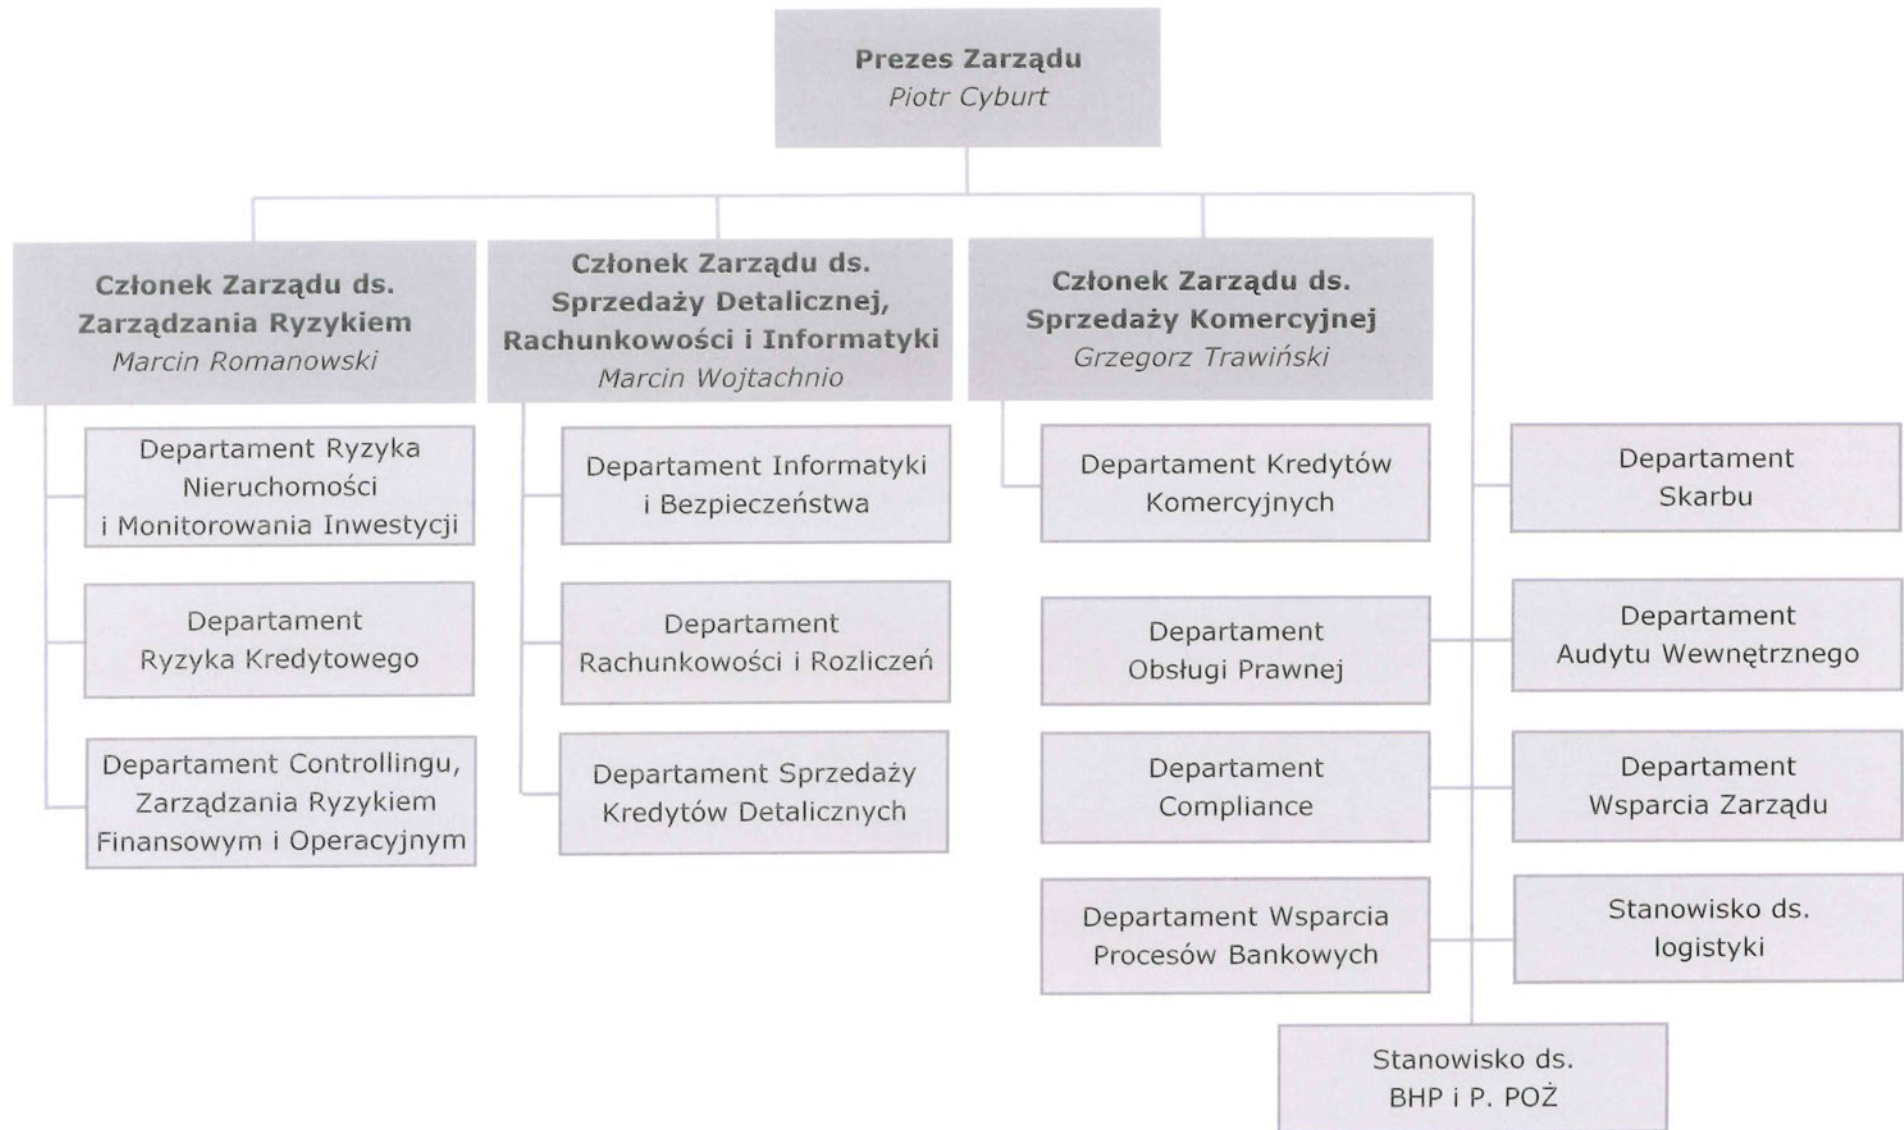 Prezes Zarządu
Piotr Cyburt
Członek Zarządu ds.
Zarządzania Ryzykiem
Marcin Romanowski
Członek Zarządu ds.
Sprzedaży Detalicznej,
Rachunkowości i Informatyki
Marcin Wojtachnio
Członek Zarządu ds.
Sprzedaży Komercyjnej
Grzegorz Trawiński
Departament Ryzyka
Nieruchomości
i Monitorowania Inwestycji
Departament
Ryzyka Kredytowego
Departament Controllingu,
Zarządzania Ryzykiem
Finansowym i Operacyjnym
Departament Informatyki
i Bezpieczeństwa
Departament
Rachunkowości i Rozliczeń
Departament Sprzedaży
Kredytów Detalicznych
Departament Kredytów
Komercyjnych
Departament
Obsługi Prawnej
Departament
Compliance
Departament Wsparcia
Procesów Bankowych
Departament
Skarbu
Departament
Audytu Wewnętrznego
Departament
Wsparcia Zarządu
Stanowisko ds.
logistyki
Stanowisko ds.
BHP i P. POŻ